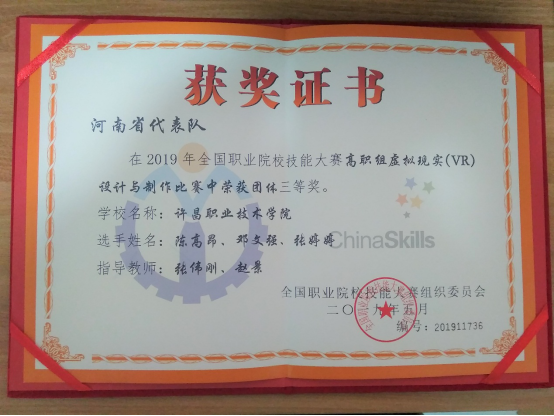 获奖证书
河南省代表队
在2019年全国职业院校技能大赛高职组虚拟现实(VR)
设计与制作比赛中荣获团体三等奖。
学校名称：许昌职业技术学院
选手姓名：陈高昂、邓文强、张婷婷
ChinaSkills
指导教师：张伟刚、赵景
全国职业院校技能大赛组织委员会
二〇一九年五月
编号：201911736